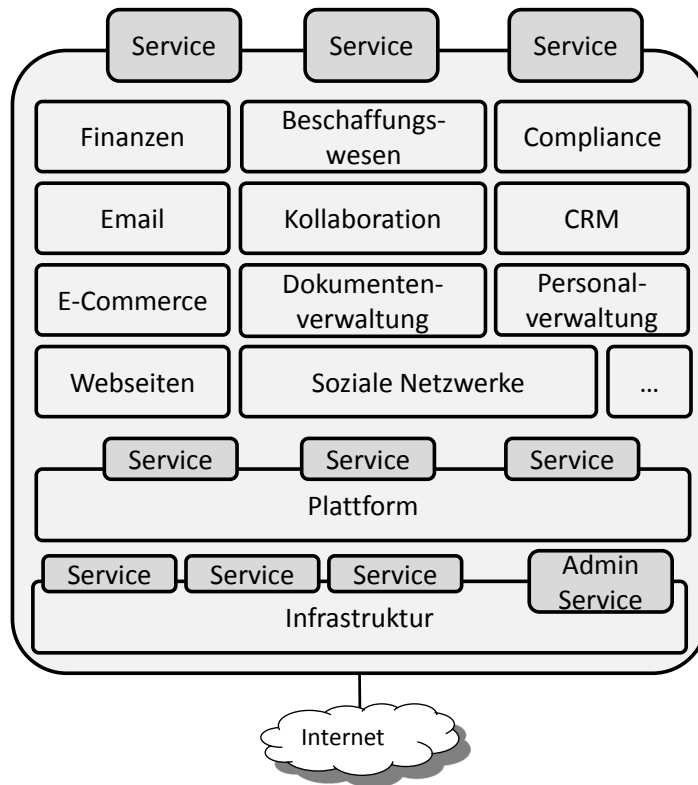 Service
Service
Service
Finanzen
Beschaffungs-
wesen
Compliance
Email
Kollaboration
CRM
E-Commerce
Dokumenten-
verwaltung
Personal-
verwaltung
Webseiten
Soziale Netzwerke
...
Service
Service
Service
Plattform
Service
Service
Service
Admin
Service
Infrastruktur
Internet